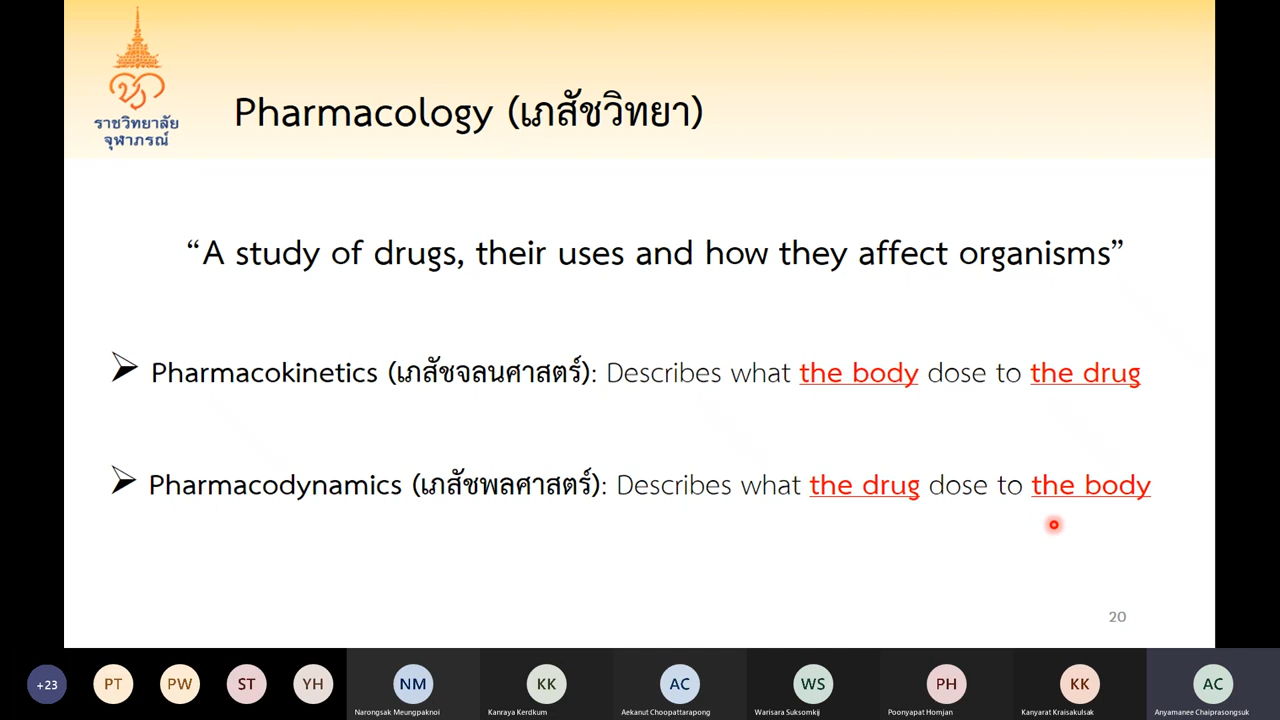 ราชวิทยาลัย
จุฬาภรณ์
Pharmacology (เภสัชวิทยา)
“A study of drugs, their uses and how they affect organisms”
Pharmacokinetics (เภสัชจลนศาสตร์): Describes what the body dose to the drug
Pharmacodynamics (เภสัชพลศาสตร์): Describes what the drug dose to the body
20
+23 PT PW ST YH NM KK AC WS PH KK AC
Narongsak Meungpaknoi Kanraya Kerdkum Aekanut Choopattarapong Warisara Suksomkij Poonyapat Homjan Kanyarat Kraisakulsak Anyamanee Chaiprasongsuk